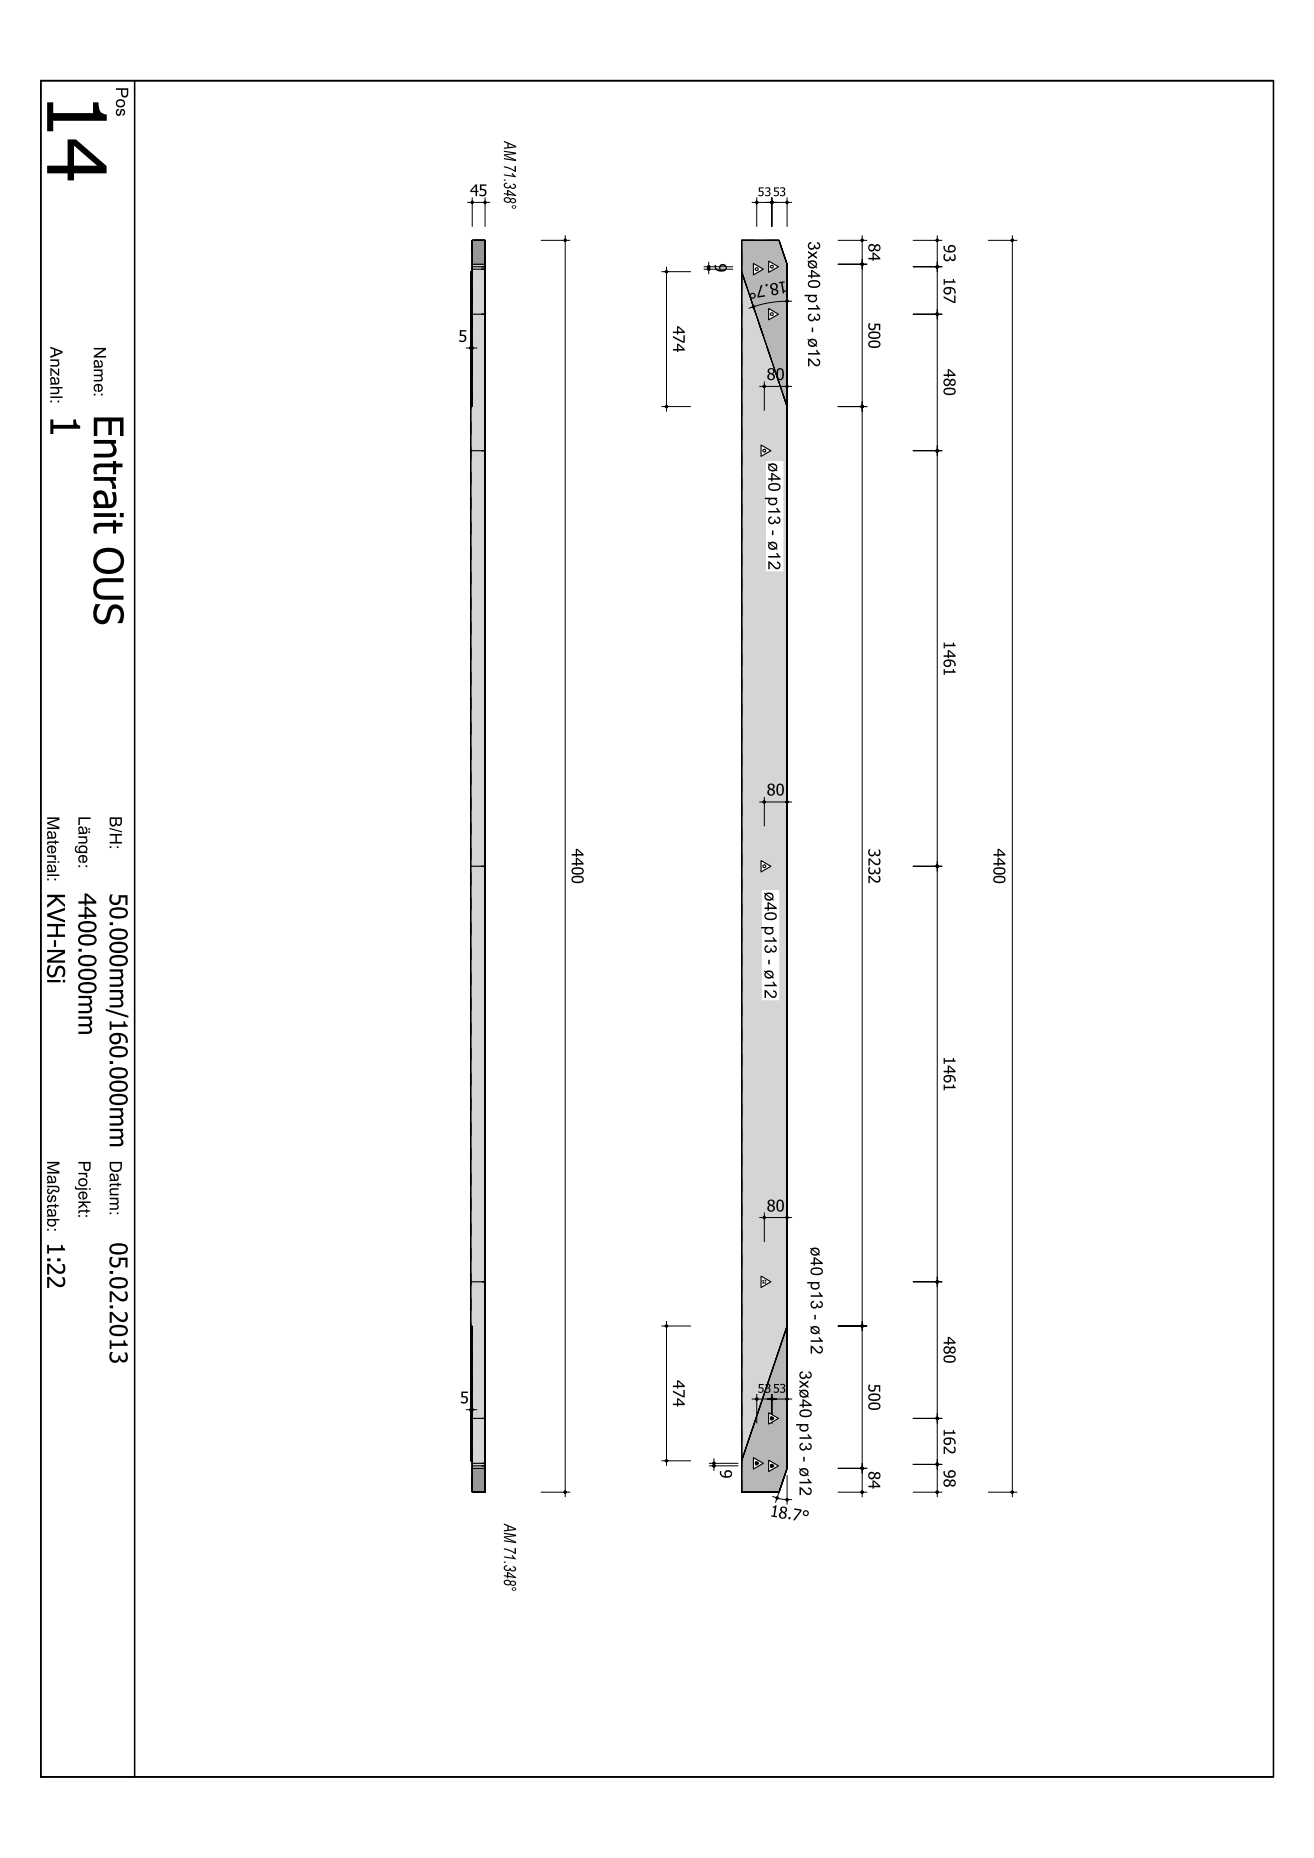 4400
93 167 480 1461 1461 480 162 98
84 500 3232 500 84
3xø40 p13 - ø12
ø40 p13 - ø12
3xø40 p13 - ø12
18.7°
53 53
18.7°
80
ø40 p13 - ø12
80
ø40 p13 - ø12
80
53 53
9
9
474
474
4400
AM 71.348°
AM 71.348°
45
5
5
Pos
14
Name: Entrait OUS
Anzahl: 1
B/H: 50.000mm/160.000mm
Länge: 4400.000mm
Material: KVH-NSi
Datum: 05.02.2013
Projekt:
Maßstab: 1:22